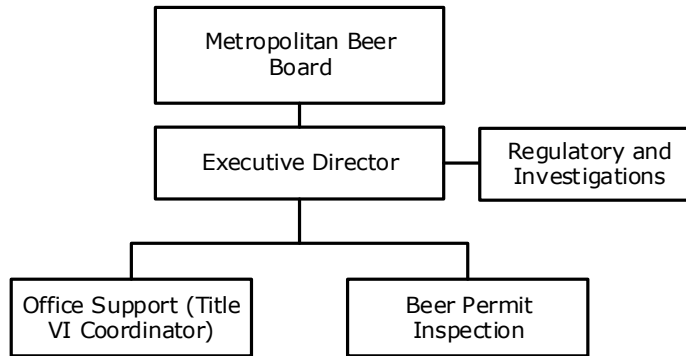 Metropolitan Beer
Board
Executive Director
Regulatory and
Investigations
Office Support (Title
VI Coordinator)
Beer Permit
Inspection